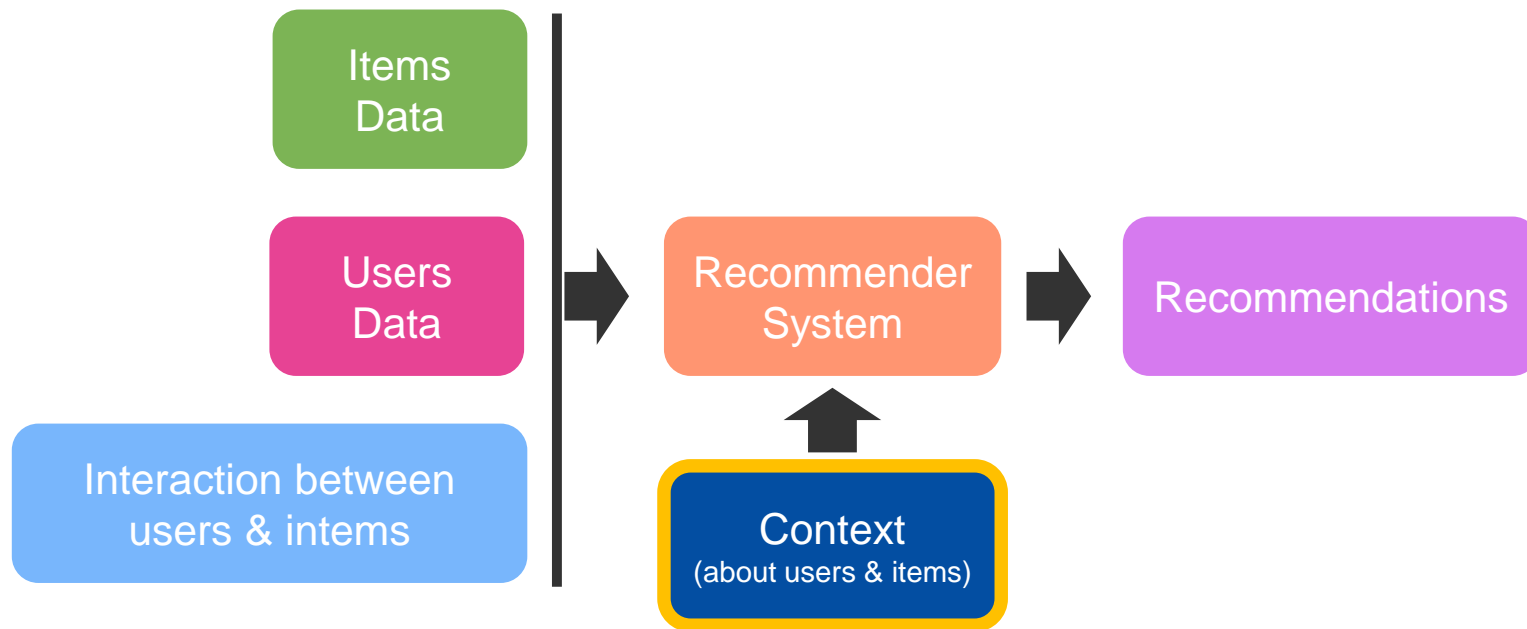 Items
Data
Users
Data
Interaction between
users & intems
Recommender
System
Context
(about users & items)
Recommendations